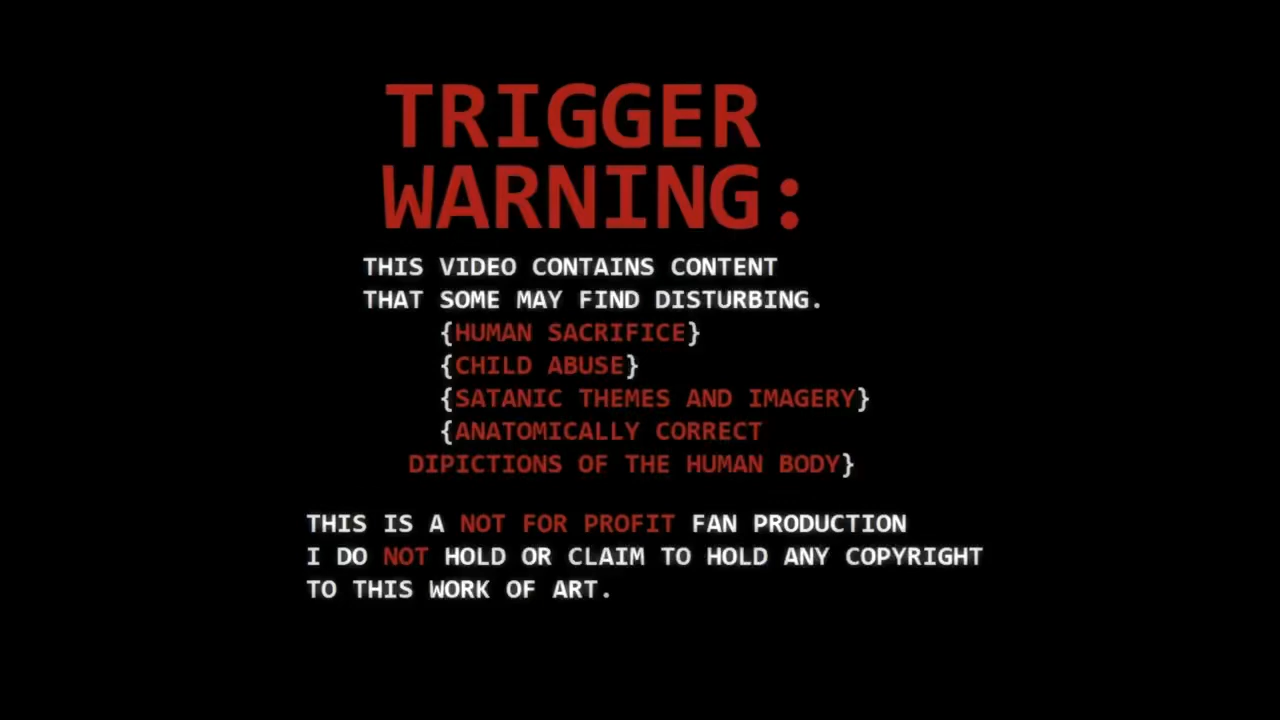 TRIGGER
WARNING:
THIS VIDEO CONTAINS CONTENT
THAT SOME MAY FIND DISTURBING.
{HUMAN SACRIFICE}
{CHILD ABUSE}
{SATANIC THEMES AND IMAGERY}
{ANATOMICALLY CORRECT
DIPICTIONS OF THE HUMAN BODY}
THIS IS A NOT FOR PROFIT FAN PRODUCTION
I DO NOT HOLD OR CLAIM TO HOLD ANY COPYRIGHT
TO THIS WORK OF ART.